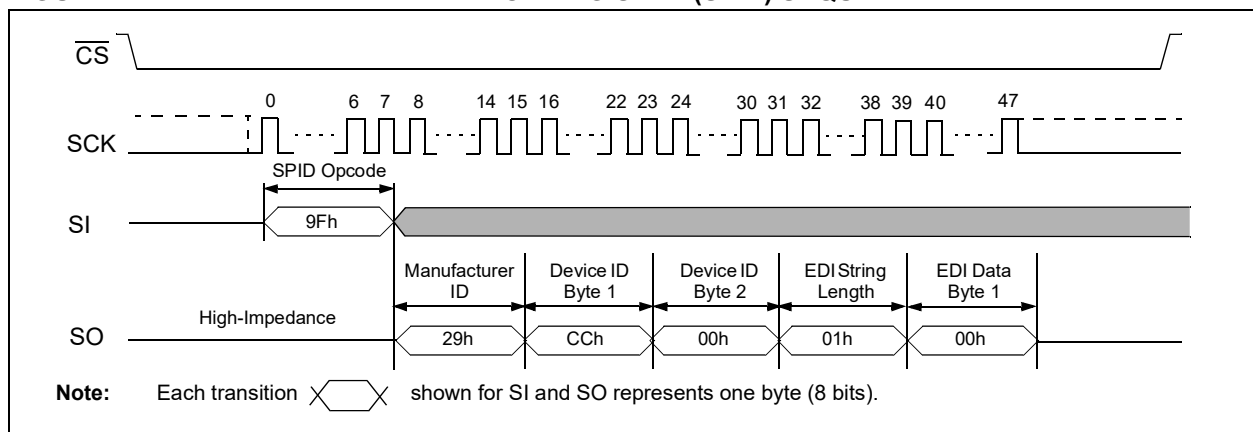 CS
0 6 7 8 14 15 16 22 23 24 30 31 32 38 39 40 47
SCK
SPID Opcode
SI
9Fh
Manufacturer ID
Device ID Byte 1
Device ID Byte 2
EDI String Length
EDI Data Byte 1
High-Impedance
SO
29h CCh 00h 01h 00h
Note: Each transition shown for SI and SO represents one byte (8 bits).